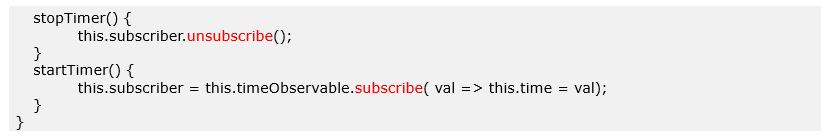 stopTimer() {
this.subscriber.unsubscribe();
}
startTimer() {
this.subscriber = this.timeObservable.subscribe( val => this.time = val);
}
}